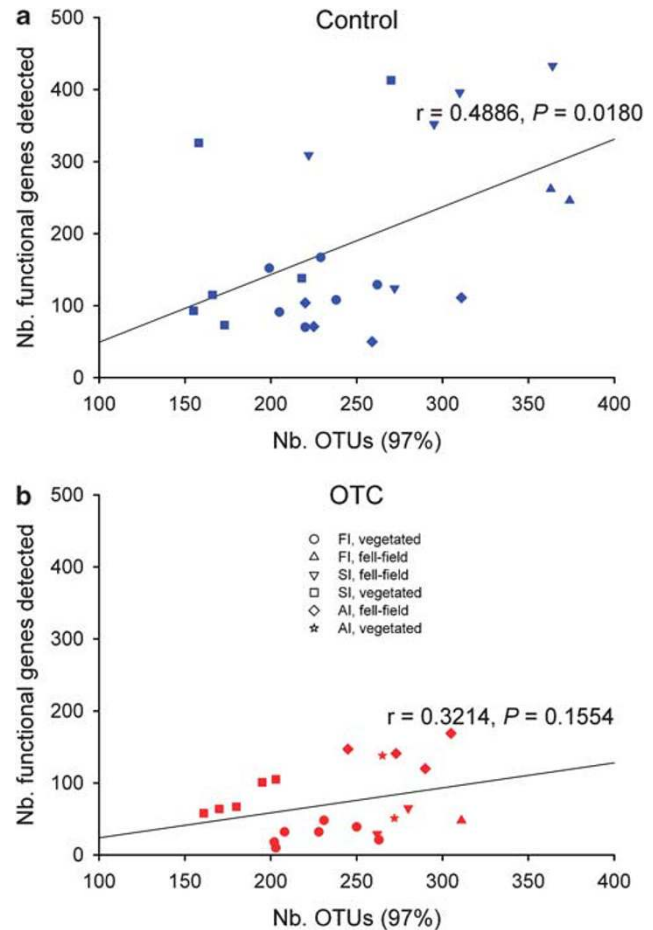 a
Control
500
400
300
200
100
0
Nb. functional genes detected
r = 0.4886, P = 0.0180
100 150 200 250 300 350 400
Nb. OTUs (97%)
b
OTC
500
400
300
200
100
0
Nb. functional genes detected
FI, vegetated
FI, fell-field
SI, fell-field
SI, vegetated
AI, fell-field
AI, vegetated
r = 0.3214, P = 0.1554
100 150 200 250 300 350 400
Nb. OTUs (97%)